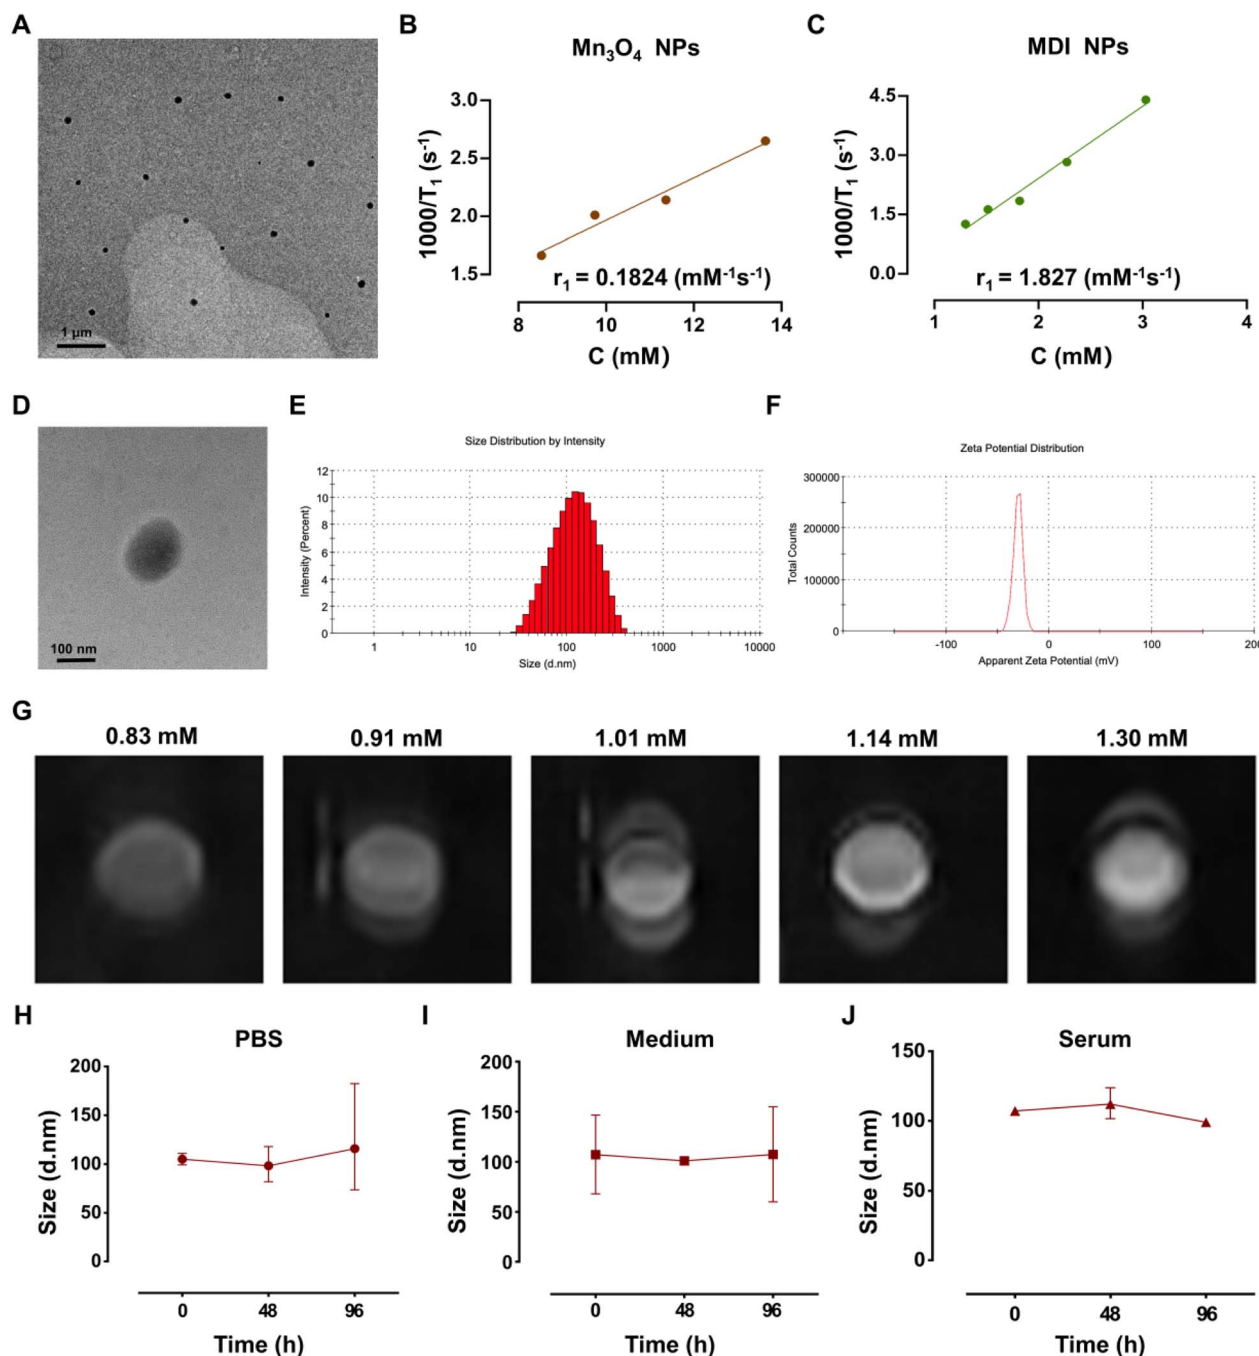 A
1 μm
B
Mn₃O₄ NPs
1000/T₁ (s⁻¹)
3.0
2.5
2.0
1.5
r₁ = 0.1824 (mM⁻¹s⁻¹)
8 10 12 14
C (mM)
C
MDI NPs
1000/T₁ (s⁻¹)
4.5
3.0
1.5
0.0
r₁ = 1.827 (mM⁻¹s⁻¹)
1 2 3 4
C (mM)
D
100 nm
E
Size Distribution by Intensity
Intensity (Percent)
12
10
8
6
4
2
0
1 10 100 1000 10000
Size (d.nm)
F
Zeta Potential Distribution
Total Counts
300000
200000
100000
0
-100 0 100 200
Apparent Zeta Potential (mV)
G
0.83 mM 0.91 mM 1.01 mM 1.14 mM 1.30 mM
H
PBS
Size (d.nm)
200
150
100
50
0
0 48 96
Time (h)
I
Medium
Size (d.nm)
200
150
100
50
0
0 48 96
Time (h)
J
Serum
Size (d.nm)
150
100
50
0
0 48 96
Time (h)